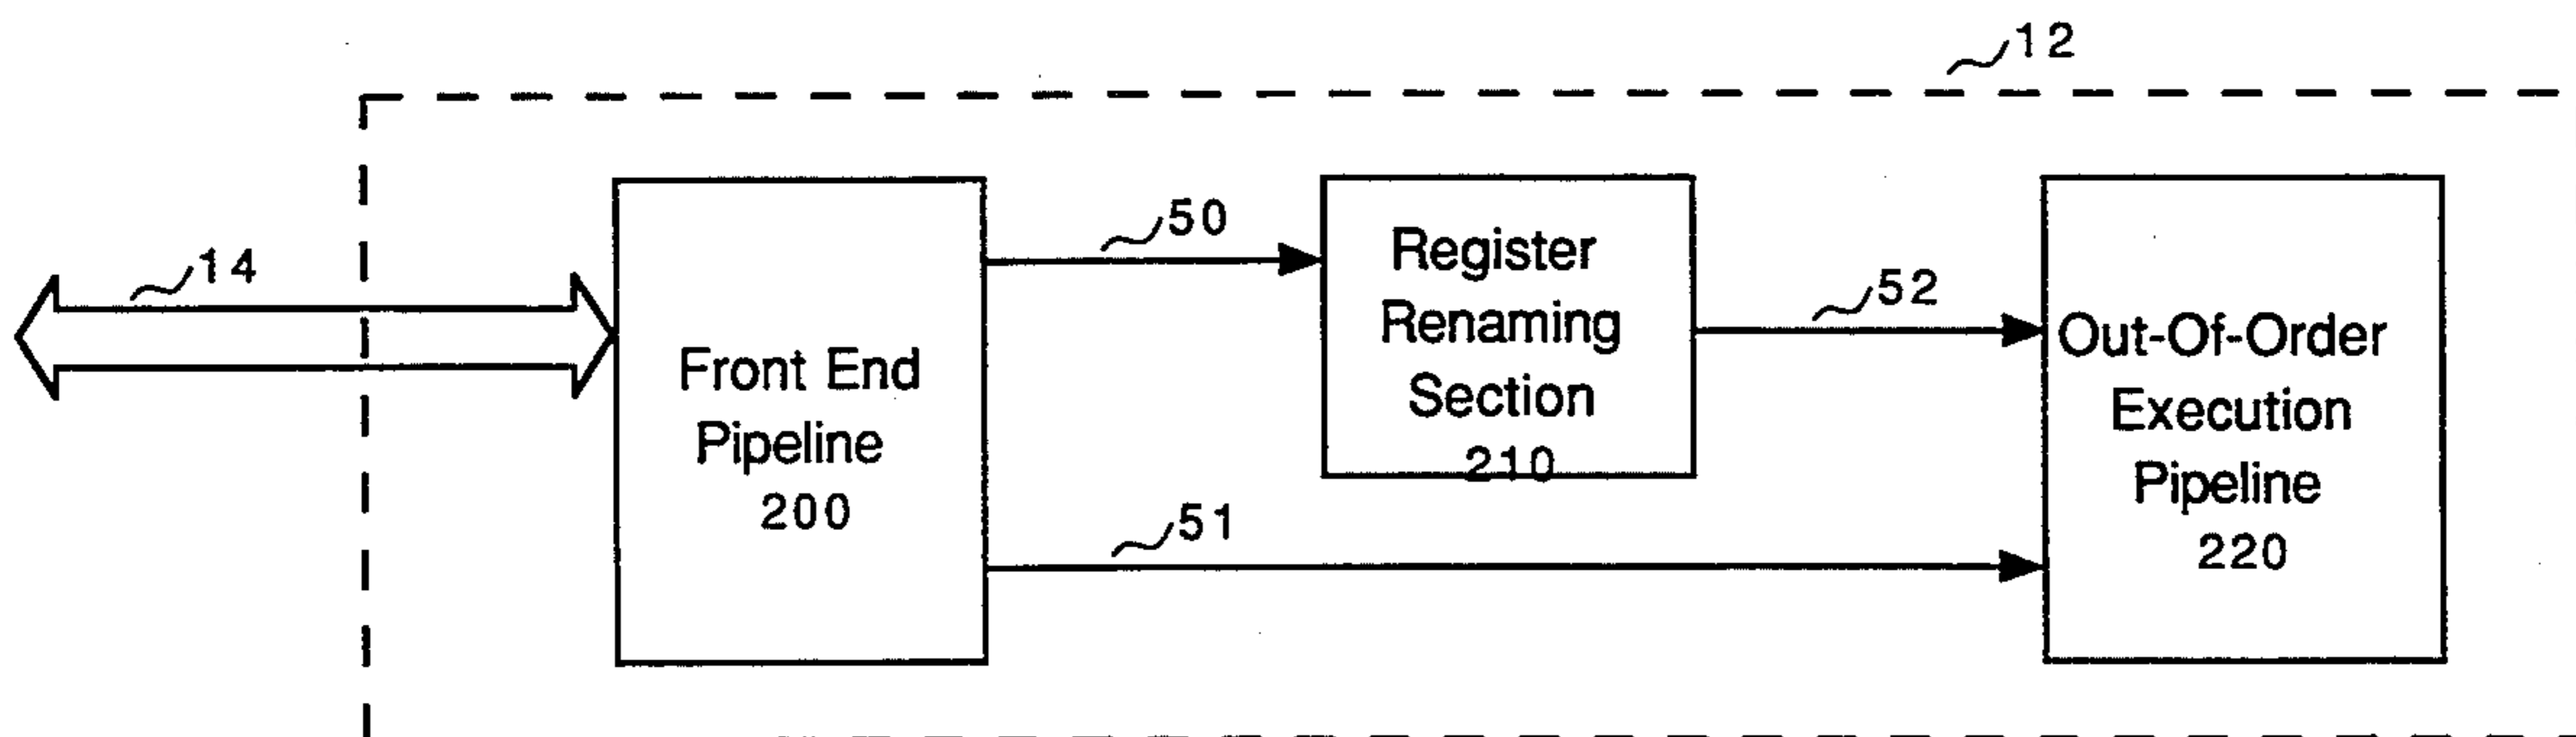 12
14
50
Register
Renaming
Section
210
52
Out-Of-Order
Execution
Pipeline
220
Front End
Pipeline
200
51